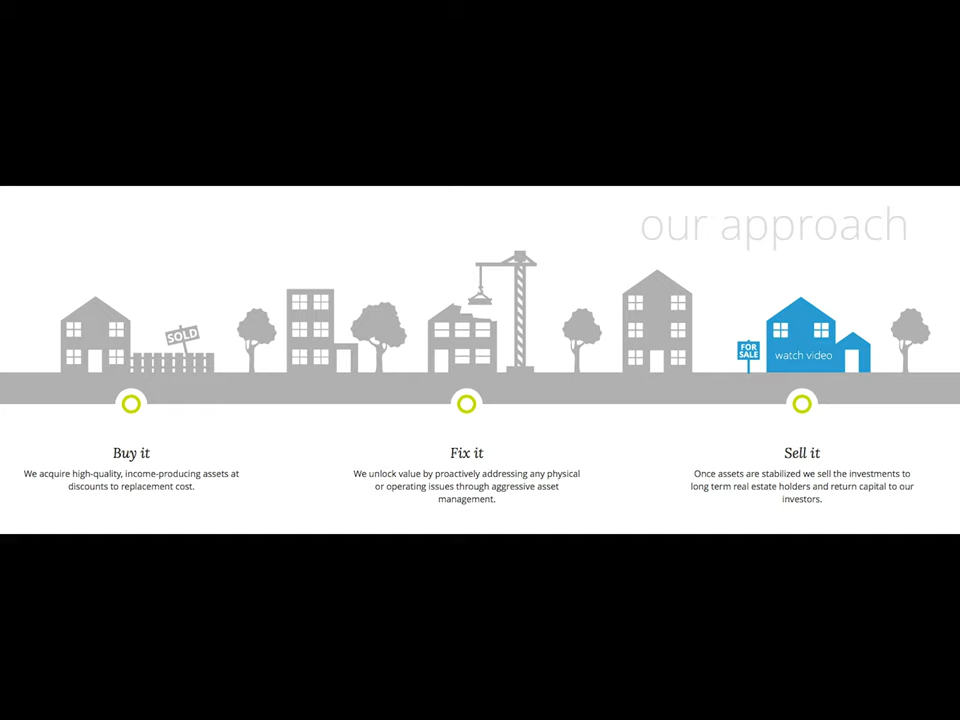 our approach
SOLD
FOR
SALE
watch video
Buy it
We acquire high-quality, income-producing assets at
discounts to replacement cost.
Fix it
We unlock value by proactively addressing any physical
or operating issues through aggressive asset
management.
Sell it
Once assets are stabilized we sell the investments to
long term real estate holders and return capital to our
investors.